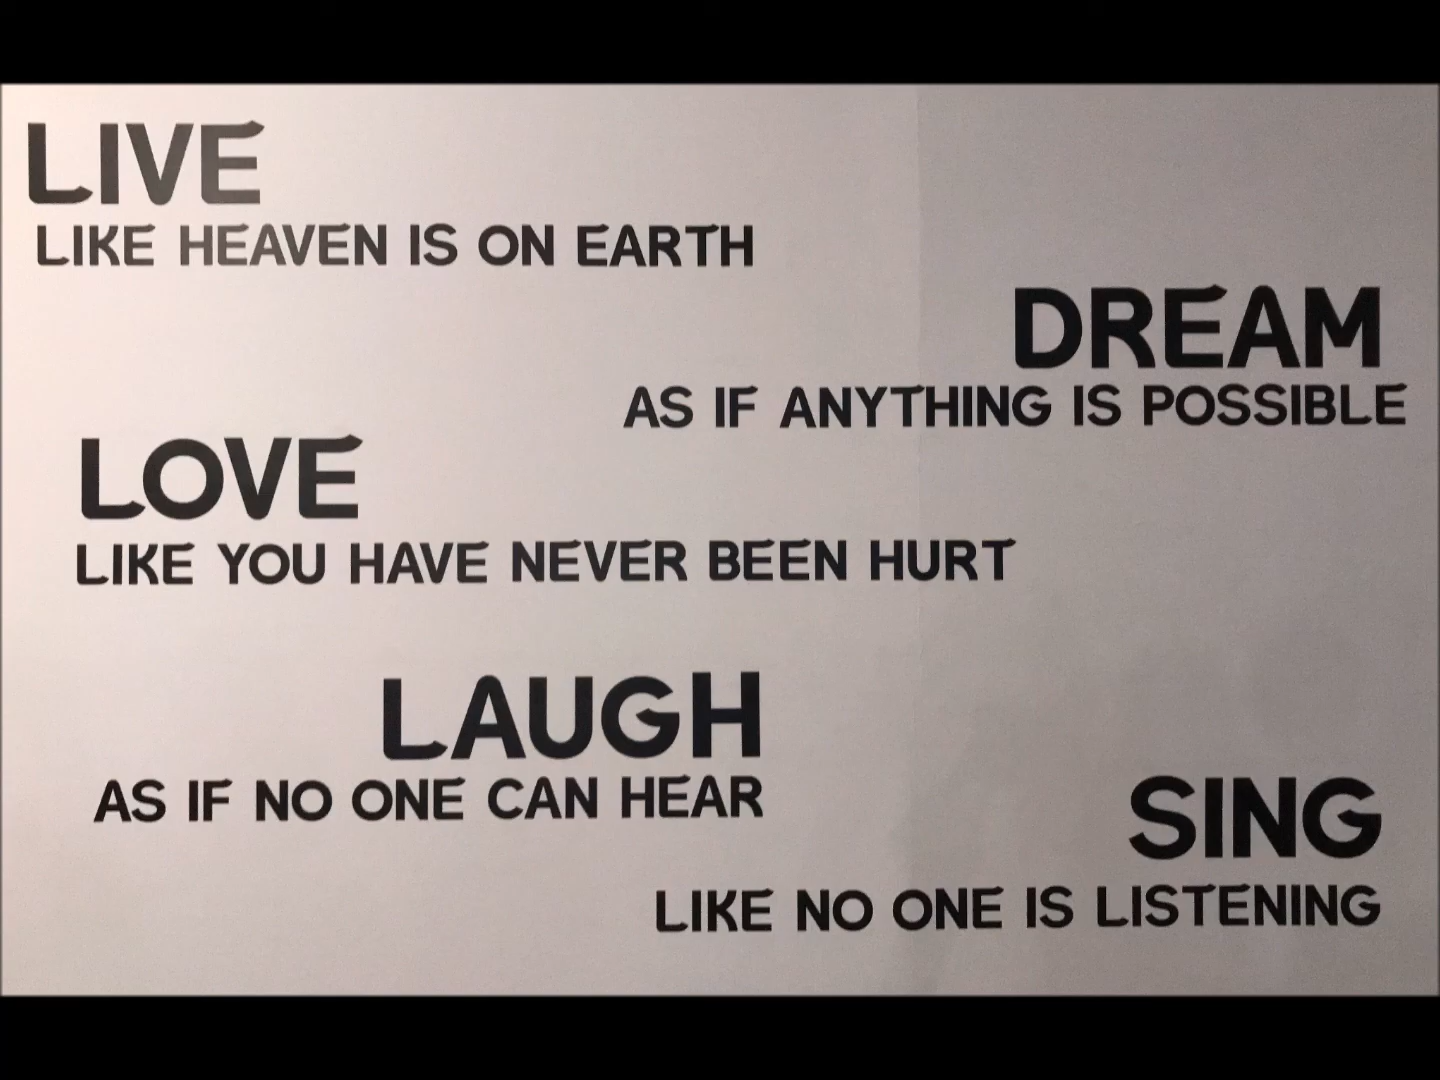 LIVE
LIKE HEAVEN IS ON EARTH
DREAM
AS IF ANYTHING IS POSSIBLE
LOVE
LIKE YOU HAVE NEVER BEEN HURT
LAUGH
AS IF NO ONE CAN HEAR
SING
LIKE NO ONE IS LISTENING